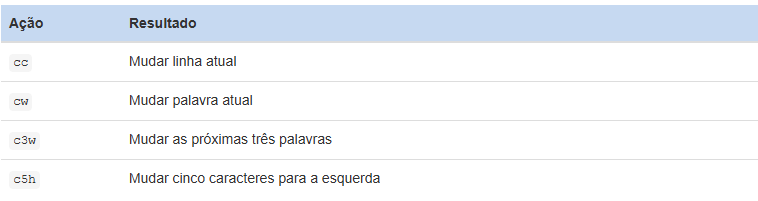 Ação Resultado
cc Mudar linha atual
cw Mudar palavra atual
c3w Mudar as próximas três palavras
c5h Mudar cinco caracteres para a esquerda